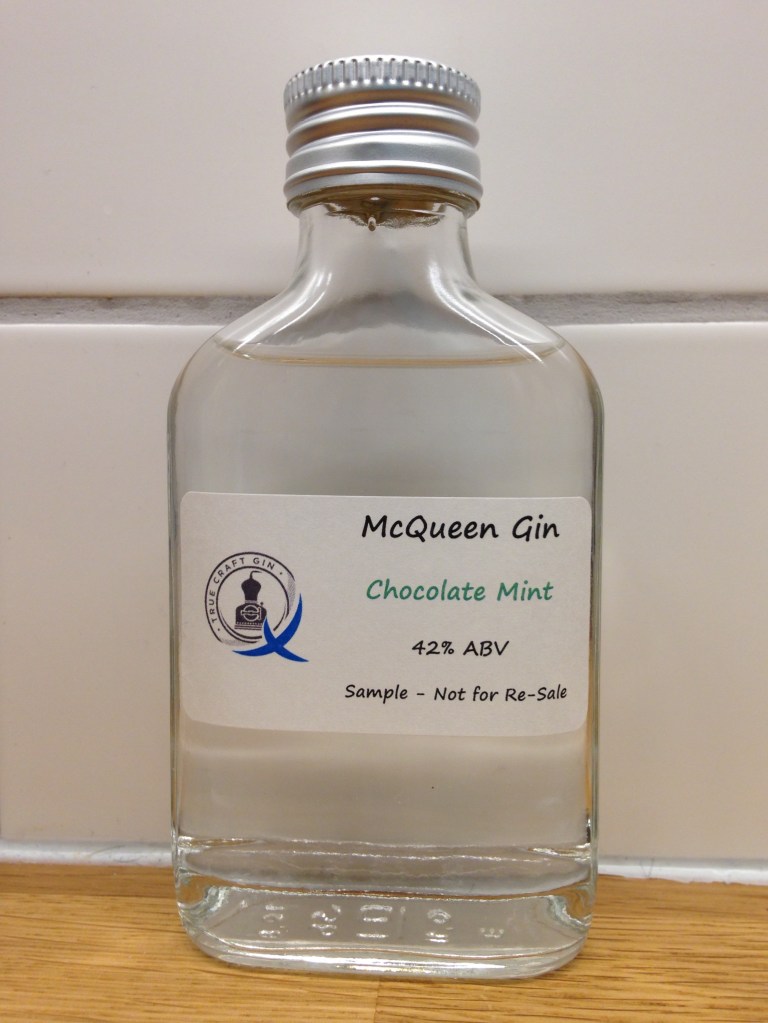 McQueen Gin
Chocolate Mint
42% ABV
Sample - Not for Re-Sale
• TRUE CRAFT GIN •